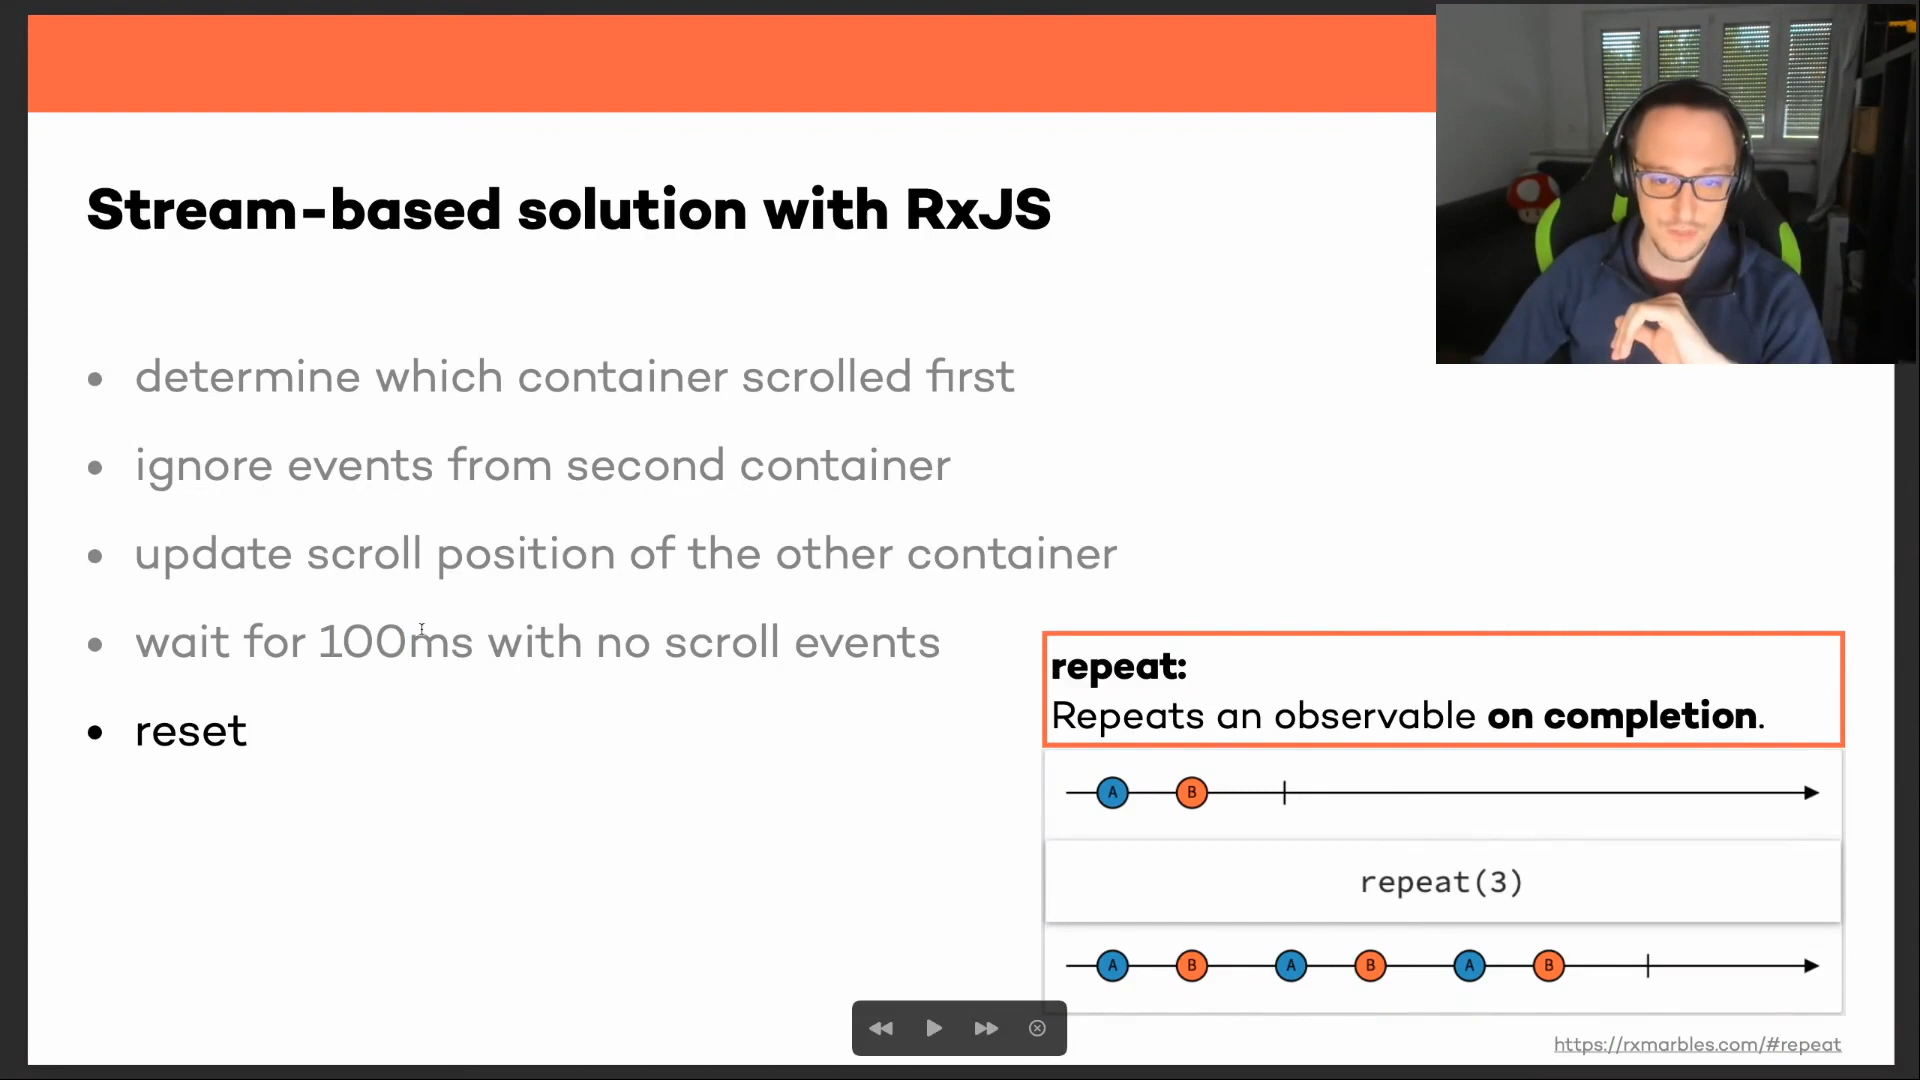 Stream-based solution with RxJS
• determine which container scrolled first
• ignore events from second container
• update scroll position of the other container
• wait for 100ms with no scroll events
• reset
repeat:
Repeats an observable on completion.
A B
repeat(3)
A B A B A B
https://rxmarbles.com/#repeat